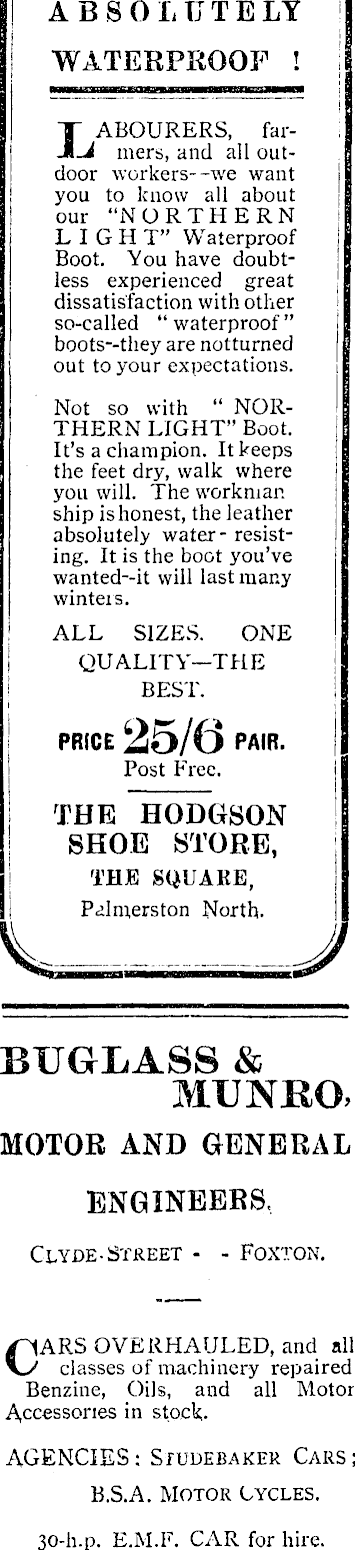 ABSOLUTELY
WATERPROOF !
LABOURERS, far-
mers, and all out-
door workers--we want
you to know all about
our "NORTHERN
LIGHT" Waterproof
Boot. You have doubt-
less experienced great
dissatisfaction with other
so-called "waterproof"
boots--they are notturned
out to your expectations.
Not so with "NOR-
THERN LIGHT" Boot.
It's a champion. It keeps
the feet dry, walk where
you will. The workman
ship is honest, the leather
absolutely water-resist-
ing. It is the boot you've
wanted--it will last many
winters.
ALL SIZES. ONE
QUALITY—THE
BEST.
PRICE 25/6 PAIR.
Post Free.
THE HODGSON
SHOE STORE,
THE SQUARE,
Palmerston North.
BUGLASS &
MUNRO,
MOTOR AND GENERAL
ENGINEERS,
CLYDE-STREET - - FOXTON.
CARS OVERHAULED, and all
classes of machinery repaired
Benzine, Oils, and all Motor
Accessories in stock.
AGENCIES: STUDEBAKER CARS;
B.S.A. MOTOR CYCLES.
30-h.p. E.M.F. CAR for hire.